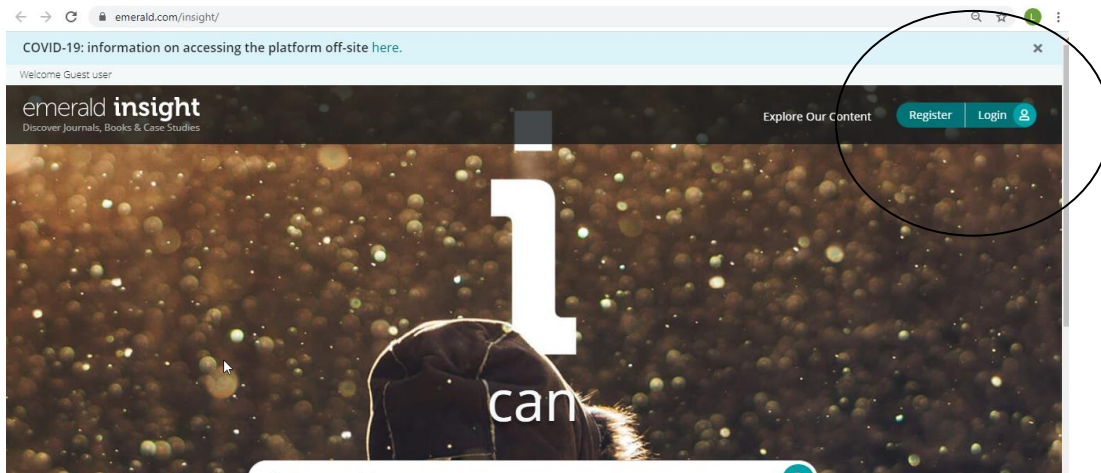 emerald.com/insight/
L
COVID-19: information on accessing the platform off-site here.
Welcome Guest user
emerald insight
Discover Journals, Books & Case Studies
Explore Our Content
Register
Login
i
can